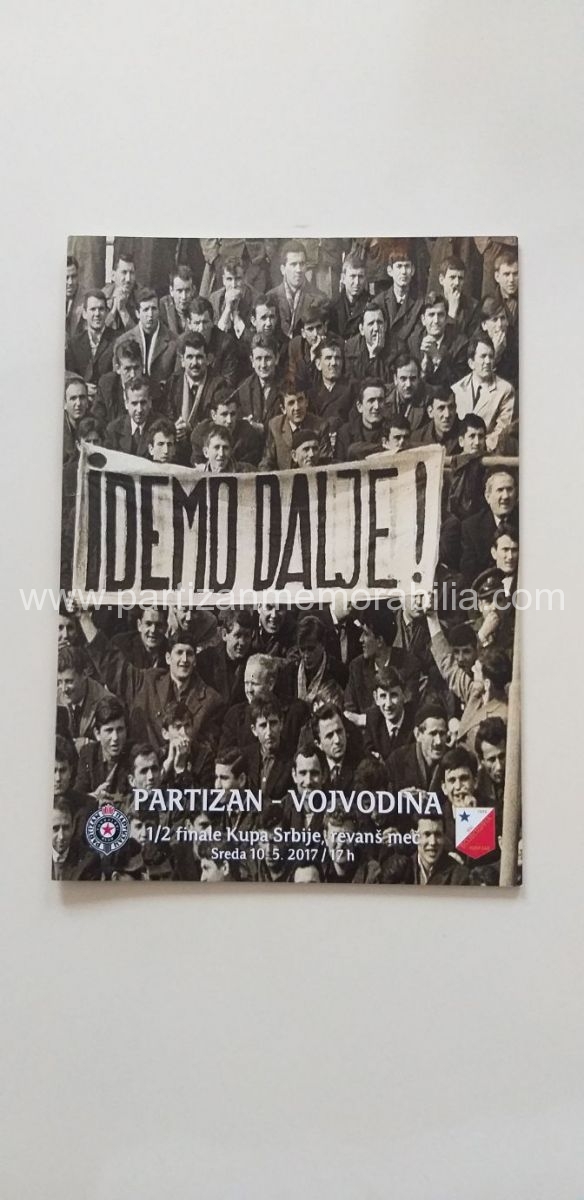 iDEMO DALJE!
www.partizanmemorabilia.com
PARTIZAN - VOJVODINA
1/2 finale Kupa Srbije, revanš meč
Sreda 10. 5. 2017 / 17 h